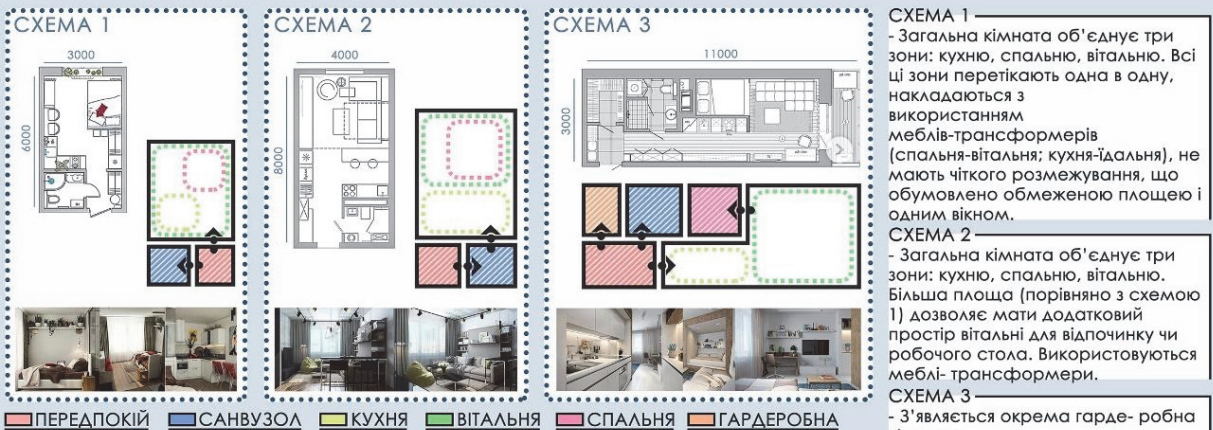 СХЕМА 1
3000
6000
СХЕМА 2
4000
8000
СХЕМА 3
11000
3000
ПЕРЕДПОКІЙ
САНВУЗОЛ
КУХНЯ
ВІТАЛЬНЯ
СПАЛЬНЯ
ГАРДЕРОБНА
СХЕМА 1
- Загальна кімната об’єднує три
зони: кухню, спальню, вітальню. Всі
ці зони перетікають одна в одну,
накладаються з
використанням
меблів-трансформерів
(спальня-вітальня; кухня-їдальня), не
мають чіткого розмежування, що
обумовлено обмеженою площею і
одним вікном.
СХЕМА 2
- Загальна кімната об’єднує три
зони: кухню, спальню, вітальню.
Більша площа (порівняно з схемою
1) дозволяє мати додатковий
простір вітальні для відпочинку чи
робочого стола. Використовуються
меблі- трансформери.
СХЕМА 3
- З’являється окрема гарде- робна